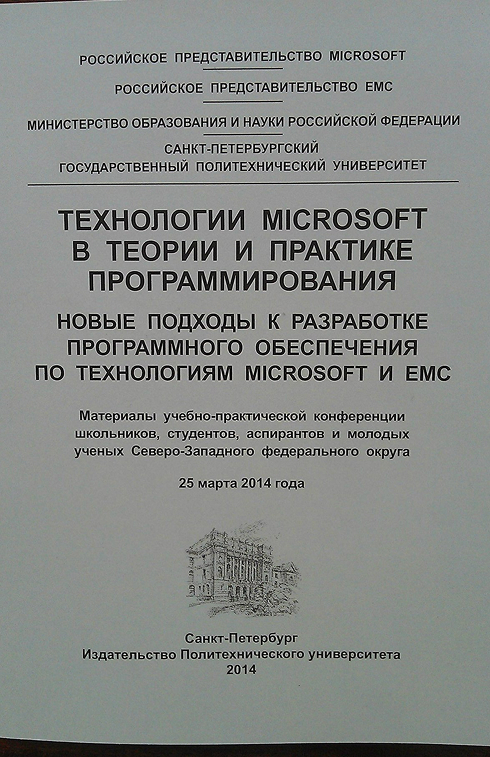 РОССИЙСКОЕ ПРЕДСТАВИТЕЛЬСТВО MICROSOFT
РОССИЙСКОЕ ПРЕДСТАВИТЕЛЬСТВО EMC
МИНИСТЕРСТВО ОБРАЗОВАНИЯ И НАУКИ РОССИЙСКОЙ ФЕДЕРАЦИИ
САНКТ-ПЕТЕРБУРГСКИЙ
ГОСУДАРСТВЕННЫЙ ПОЛИТЕХНИЧЕСКИЙ УНИВЕРСИТЕТ
ТЕХНОЛОГИИ MICROSOFT
В ТЕОРИИ И ПРАКТИКЕ
ПРОГРАММИРОВАНИЯ
НОВЫЕ ПОДХОДЫ К РАЗРАБОТКЕ
ПРОГРАММНОГО ОБЕСПЕЧЕНИЯ
ПО ТЕХНОЛОГИЯМ MICROSOFT И EMC
Материалы учебно-практической конференции
школьников, студентов, аспирантов и молодых
ученых Северо-Западного федерального округа
25 марта 2014 года
Санкт-Петербург
Издательство Политехнического университета
2014